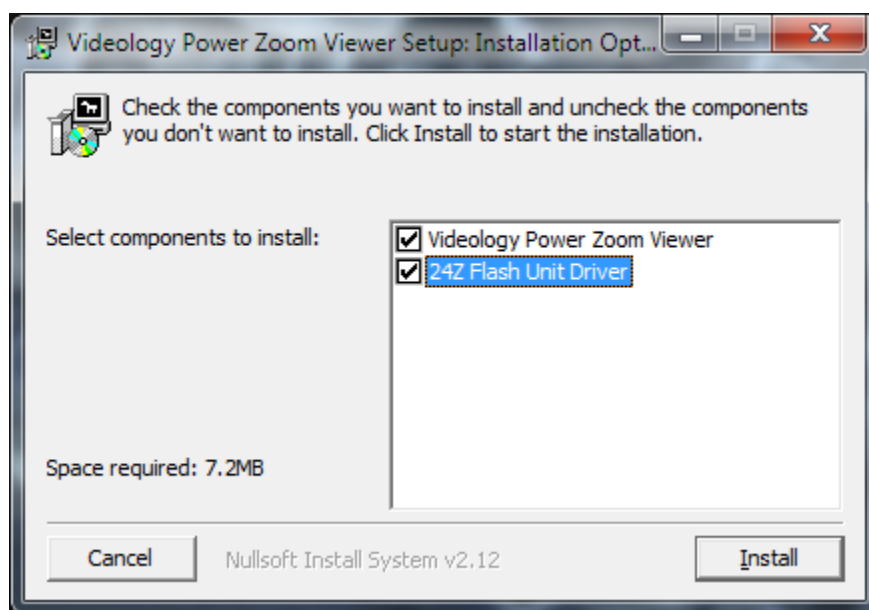 Videology Power Zoom Viewer Setup: Installation Opt...
Check the components you want to install and uncheck the components
you don't want to install. Click Install to start the installation.
Select components to install:
Videology Power Zoom Viewer
24Z Flash Unit Driver
Space required: 7.2MB
Cancel
Nullsoft Install System v2.12
Install